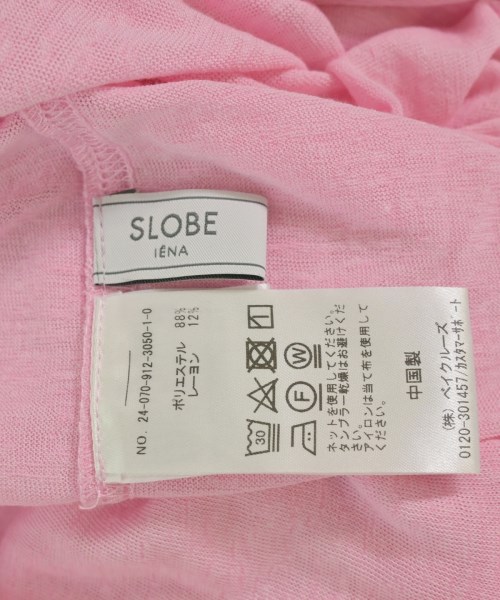 SLOBE
IÉNA
NO. 24-070-912-3050-1-0
ポリエステル 88%
レーヨン 12%
30
F
W
ネットを使用してください。
タンブラー乾燥はお避けくだ
さい。
アイロンは当て布を使用して
ください。
中国製
(株) ベイクルーズ
0120-301457/カスタマーサポート